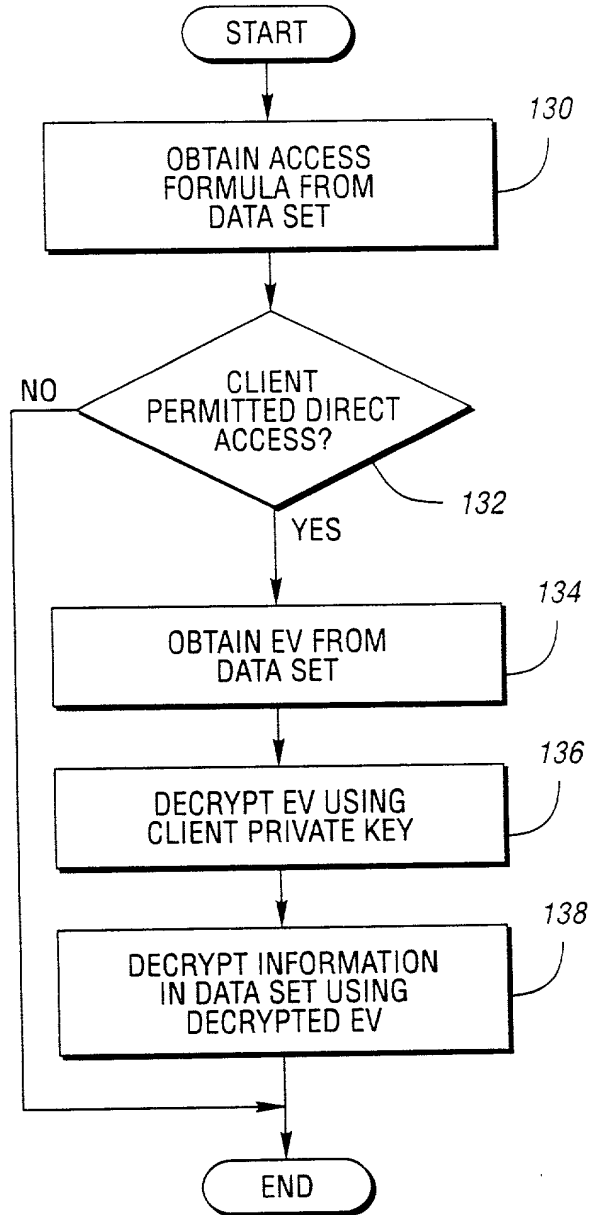 START
130
OBTAIN ACCESS
FORMULA FROM
DATA SET
NO
CLIENT
PERMITTED DIRECT
ACCESS?
132
YES
134
OBTAIN EV FROM
DATA SET
136
DECRYPT EV USING
CLIENT PRIVATE KEY
138
DECRYPT INFORMATION
IN DATA SET USING
DECRYPTED EV
END